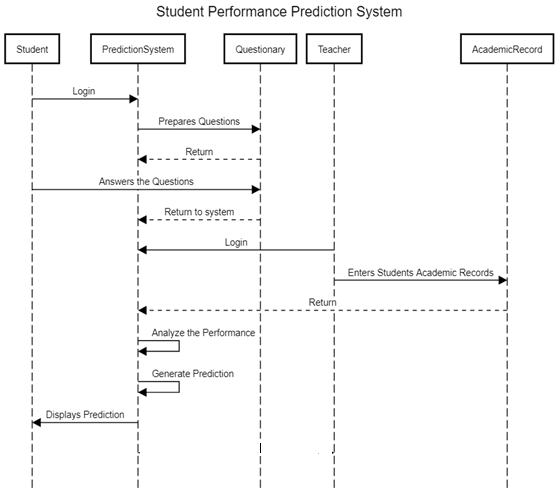 Student Performance Prediction System
Student PredictionSystem Questionary Teacher AcademicRecord
Login
Prepares Questions
Return
Answers the Questions
Return to system
Login
Enters Students Academic Records
Return
Analyze the Performance
Generate Prediction
Displays Prediction